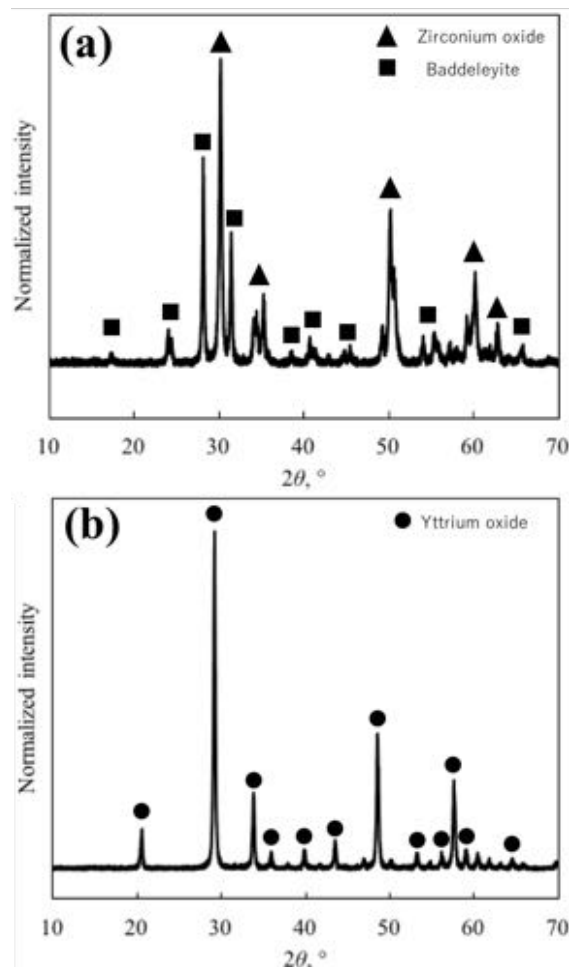 (a)
▲ Zirconium oxide
■ Baddeleyite
Normalized intensity
10 20 30 40 50 60 70
2θ, °
(b)
● Yttrium oxide
Normalized intensity
10 20 30 40 50 60 70
2θ, °